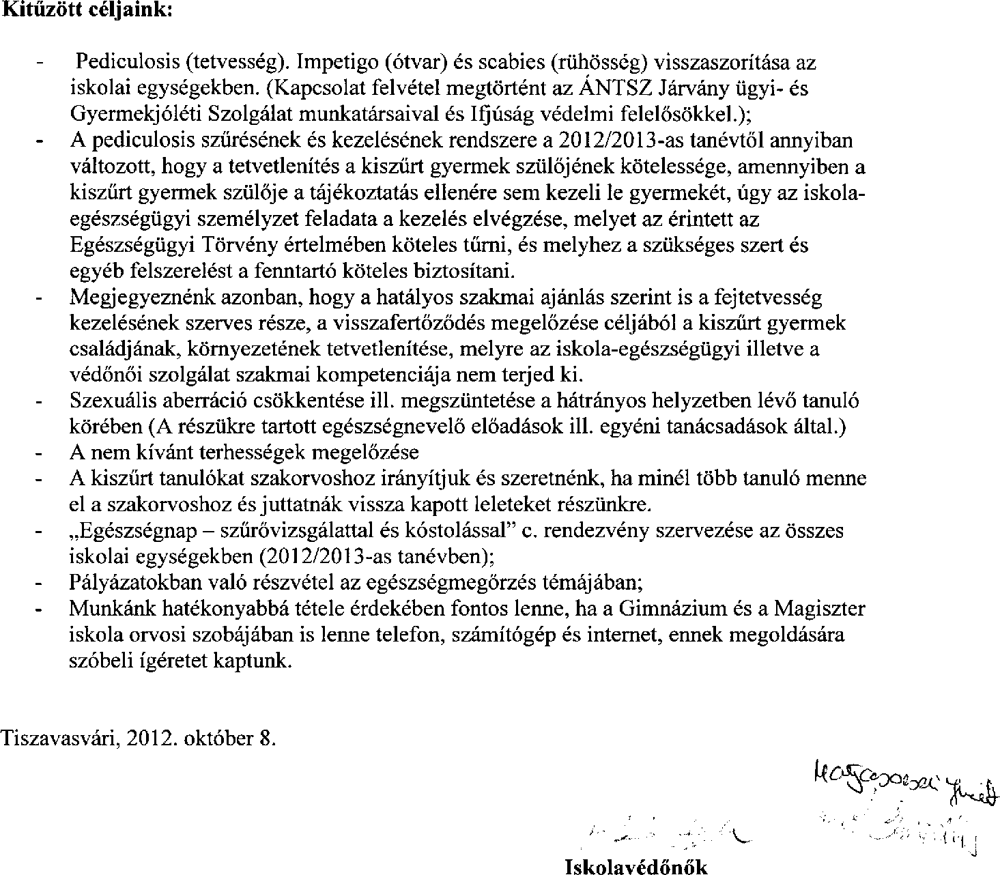 Kitűzött céljaink:
- Pediculosis (tetvesség). Impetigo (ótvar) és scabies (rühösség) visszaszorítása az
iskolai egységekben. (Kapcsolat felvétel megtörtént az ÁNTSZ Járvány ügyi- és
Gyermekjóléti Szolgálat munkatársaival és Ifjúság védelmi felelősökkel.);
- A pediculosis szűrésének és kezelésének rendszere a 2012/2013-as tanévtől annyiban
változott, hogy a tetvetlenítés a kiszűrt gyermek szülőjének kötelessége, amennyiben a
kiszűrt gyermek szülője a tájékoztatás ellenére sem kezeli le gyermekét, úgy az iskola-
egészségügyi személyzet feladata a kezelés elvégzése, melyet az érintett az
Egészségügyi Törvény értelmében köteles tűrni, és melyhez a szükséges szert és
egyéb felszerelést a fenntartó köteles biztosítani.
- Megjegyeznénk azonban, hogy a hatályos szakmai ajánlás szerint is a fejtetvesség
kezelésének szerves része, a visszafertőződés megelőzése céljából a kiszűrt gyermek
családjának, környezetének tetvetlenítése, melyre az iskola-egészségügyi illetve a
védőnői szolgálat szakmai kompetenciája nem terjed ki.
- Szexuális aberráció csökkentése ill. megszüntetése a hátrányos helyzetben lévő tanuló
körében (A részükre tartott egészségnevelő előadások ill. egyéni tanácsadások által.)
- A nem kívánt terhességek megelőzése
- A kiszűrt tanulókat szakorvoshoz irányítjuk és szeretnénk, ha minél több tanuló menne
el a szakorvoshoz és juttatnák vissza kapott leleteket részünkre.
- „Egészségnap – szűrővizsgálattal és kóstolással” c. rendezvény szervezése az összes
iskolai egységekben (2012/2013-as tanévben);
- Pályázatokban való részvétel az egészségmegőrzés témájában;
- Munkánk hatékonyabbá tétele érdekében fontos lenne, ha a Gimnázium és a Magiszter
iskola orvosi szobájában is lenne telefon, számítógép és internet, ennek megoldására
szóbeli ígéretet kaptunk.
Tiszavasvári, 2012. október 8.
Iskolavédőnők